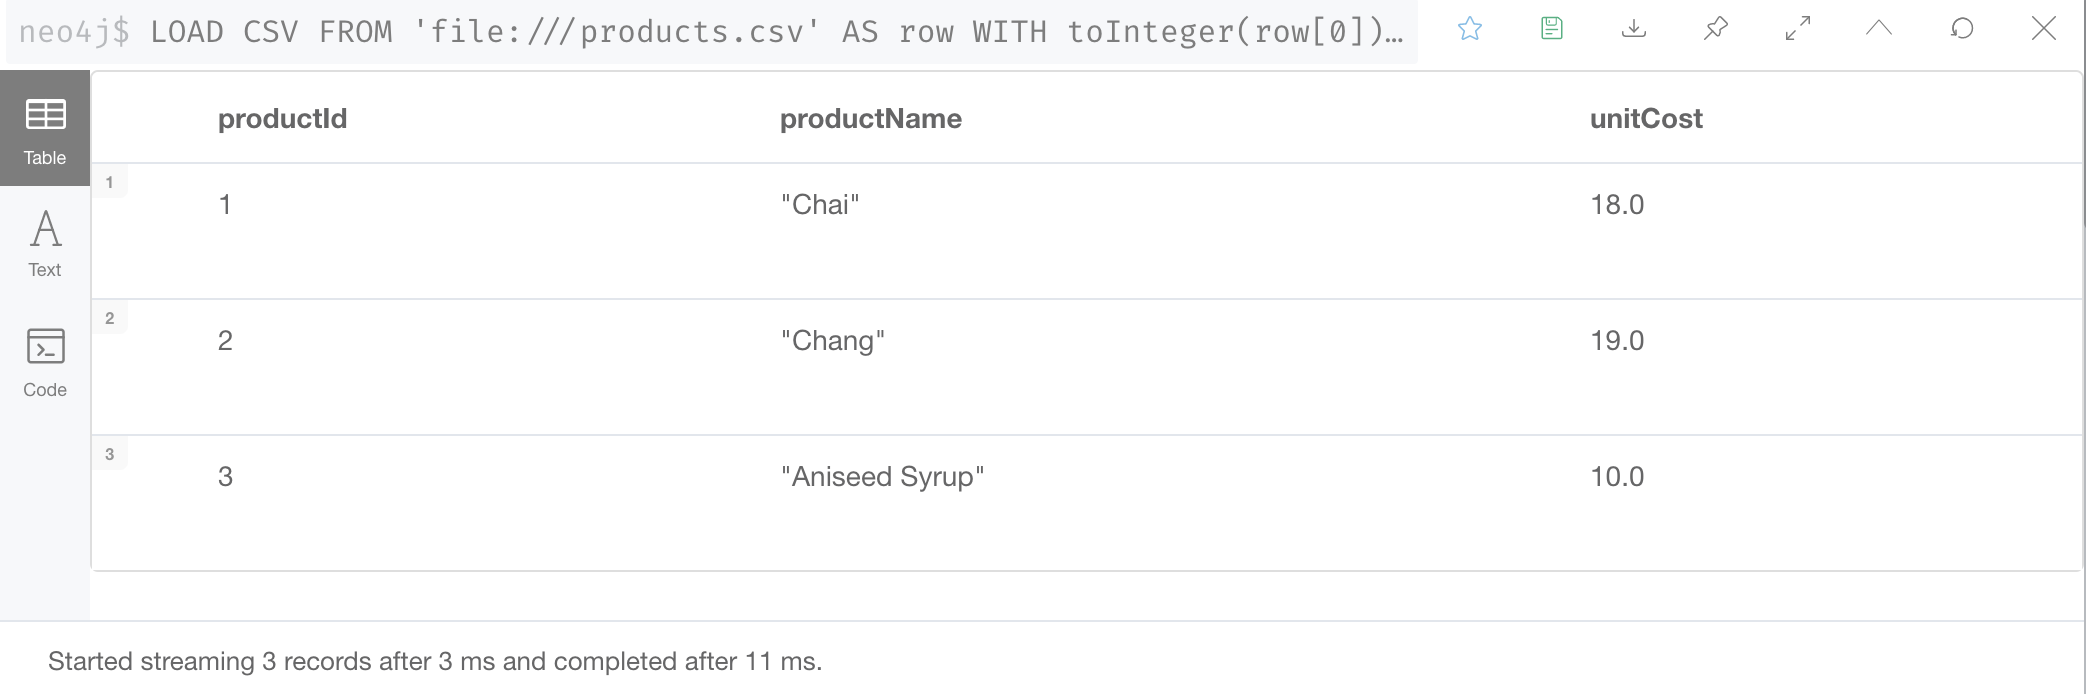 neo4j$ LOAD CSV FROM 'file:///products.csv' AS row WITH toInteger(row[0])…
productId productName unitCost
Table
1
1 "Chai" 18.0
Text
2
2 "Chang" 19.0
Code
3
3 "Aniseed Syrup" 10.0
Started streaming 3 records after 3 ms and completed after 11 ms.